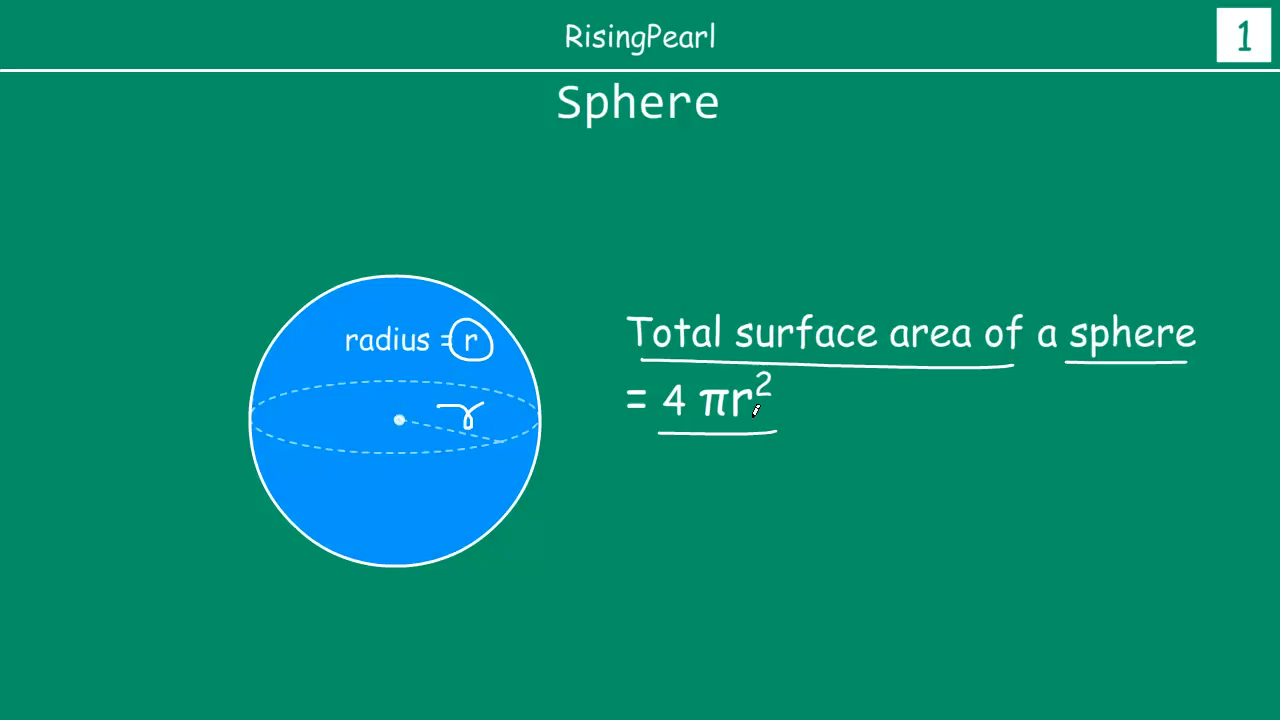 RisingPearl
1
Sphere
radius = r
r
Total surface area of a sphere
= 4 πr²